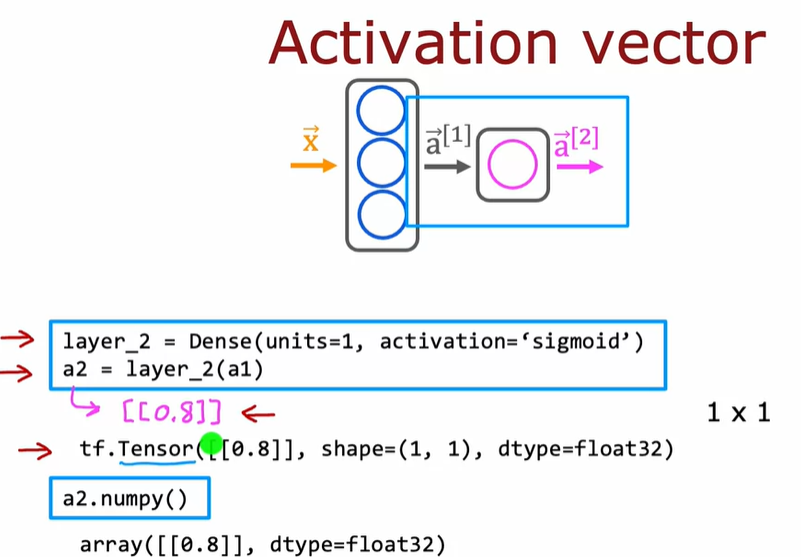 Activation vector
x⃗
a⃗[1]
a⃗[2]
layer_2 = Dense(units=1, activation=‘sigmoid’)
a2 = layer_2(a1)
[[0.8]]
1 x 1
tf.Tensor([[0.8]], shape=(1, 1), dtype=float32)
a2.numpy()
array([[0.8]], dtype=float32)